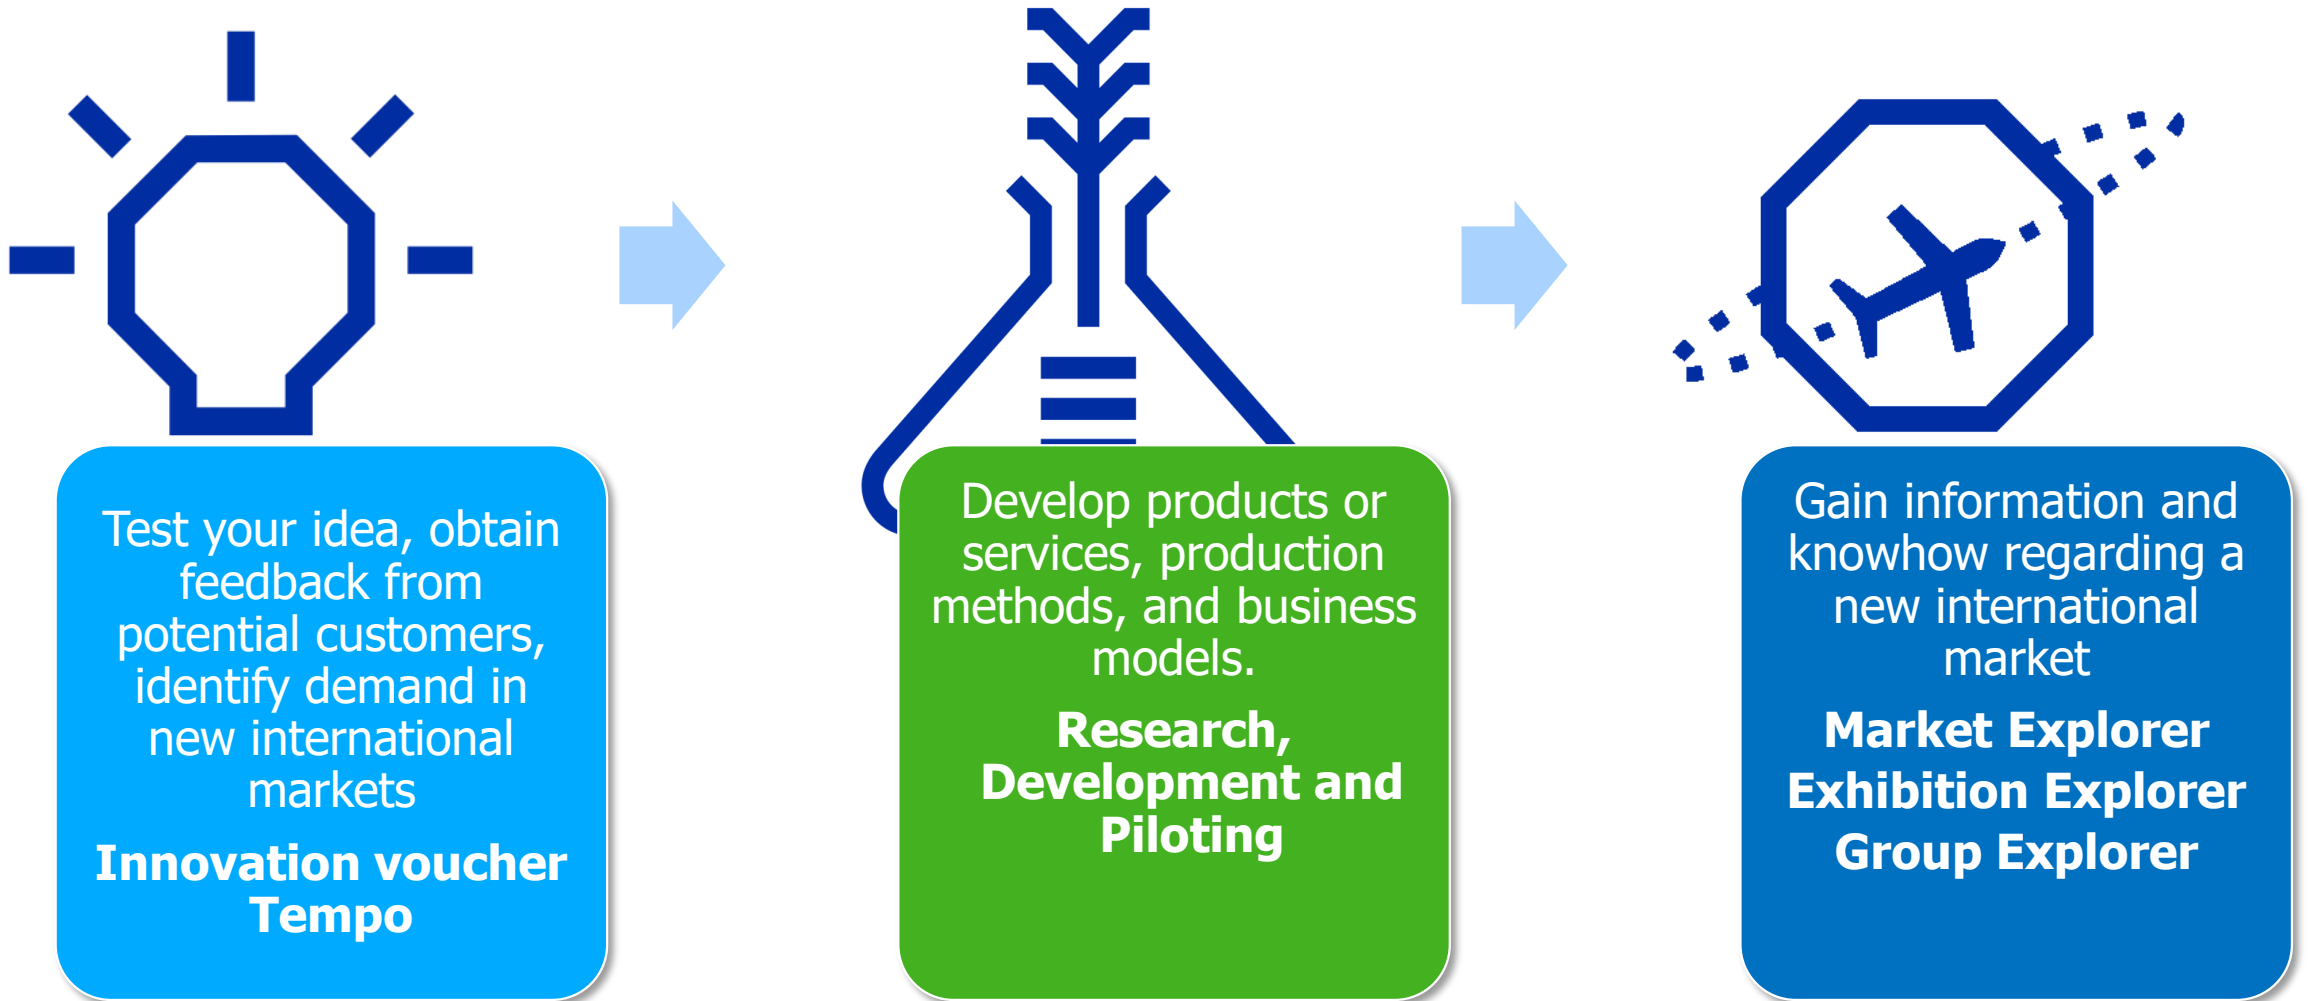 Test your idea, obtain
feedback from
potential customers,
identify demand in
new international
markets
Innovation voucher
Tempo
Develop products or
services, production
methods, and business
models.
Research,
Development and
Piloting
Gain information and
knowhow regarding a
new international
market
Market Explorer
Exhibition Explorer
Group Explorer